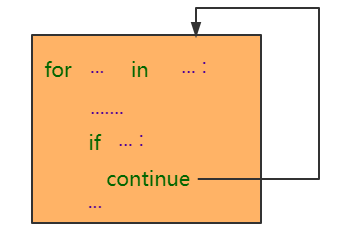 for ... in ... :
.......
if ... :
continue
...